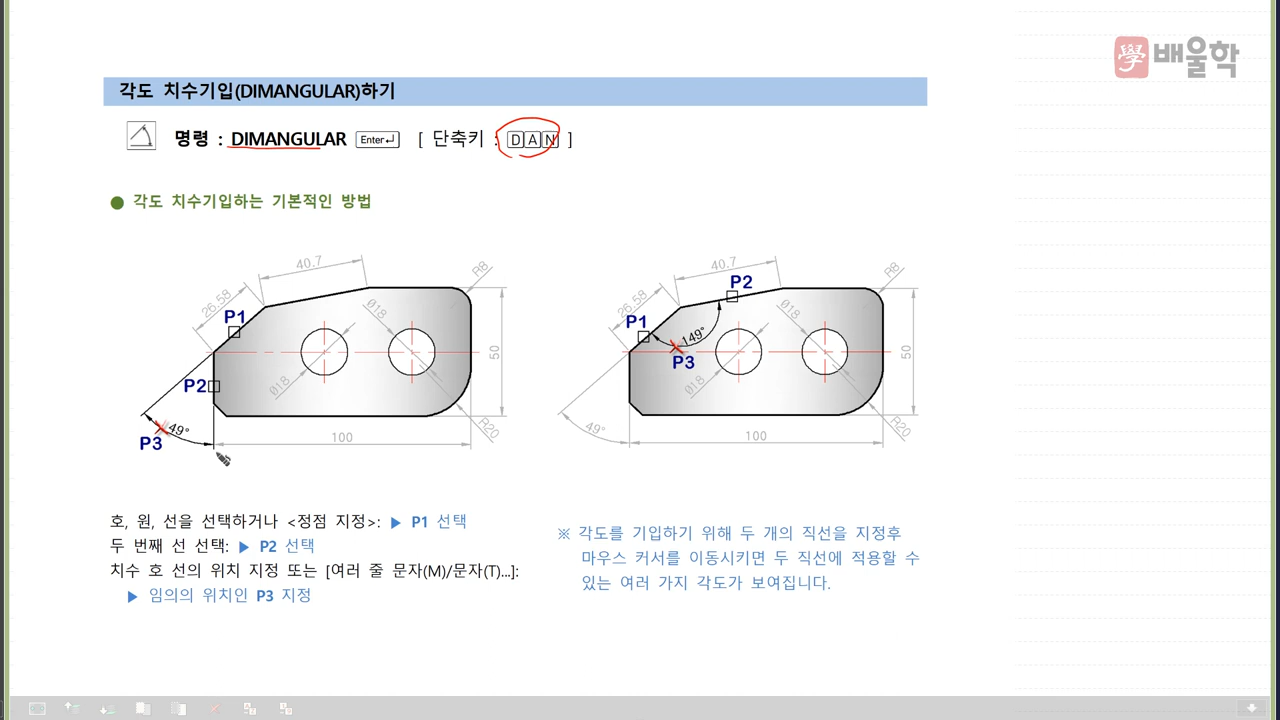 學 배울학
각도 치수기입(DIMANGULAR)하기
명령 : DIMANGULAR Enter↵ [ 단축키 : D A N ]
● 각도 치수기입하는 기본적인 방법
40.7
R8
26.58
P1
Ø18
P2
Ø18
50
49°
P3
100
R20
40.7
P2
R8
26.58
P1
Ø18
149°
P3
Ø18
50
49°
100
R20
호, 원, 선을 선택하거나 <정점 지정>: ▶ P1 선택
두 번째 선 선택: ▶ P2 선택
치수 호 선의 위치 지정 또는 [여러 줄 문자(M)/문자(T)...]:
▶ 임의의 위치인 P3 지정
※ 각도를 기입하기 위해 두 개의 직선을 지정후
마우스 커서를 이동시키면 두 직선에 적용할 수
있는 여러 가지 각도가 보여집니다.